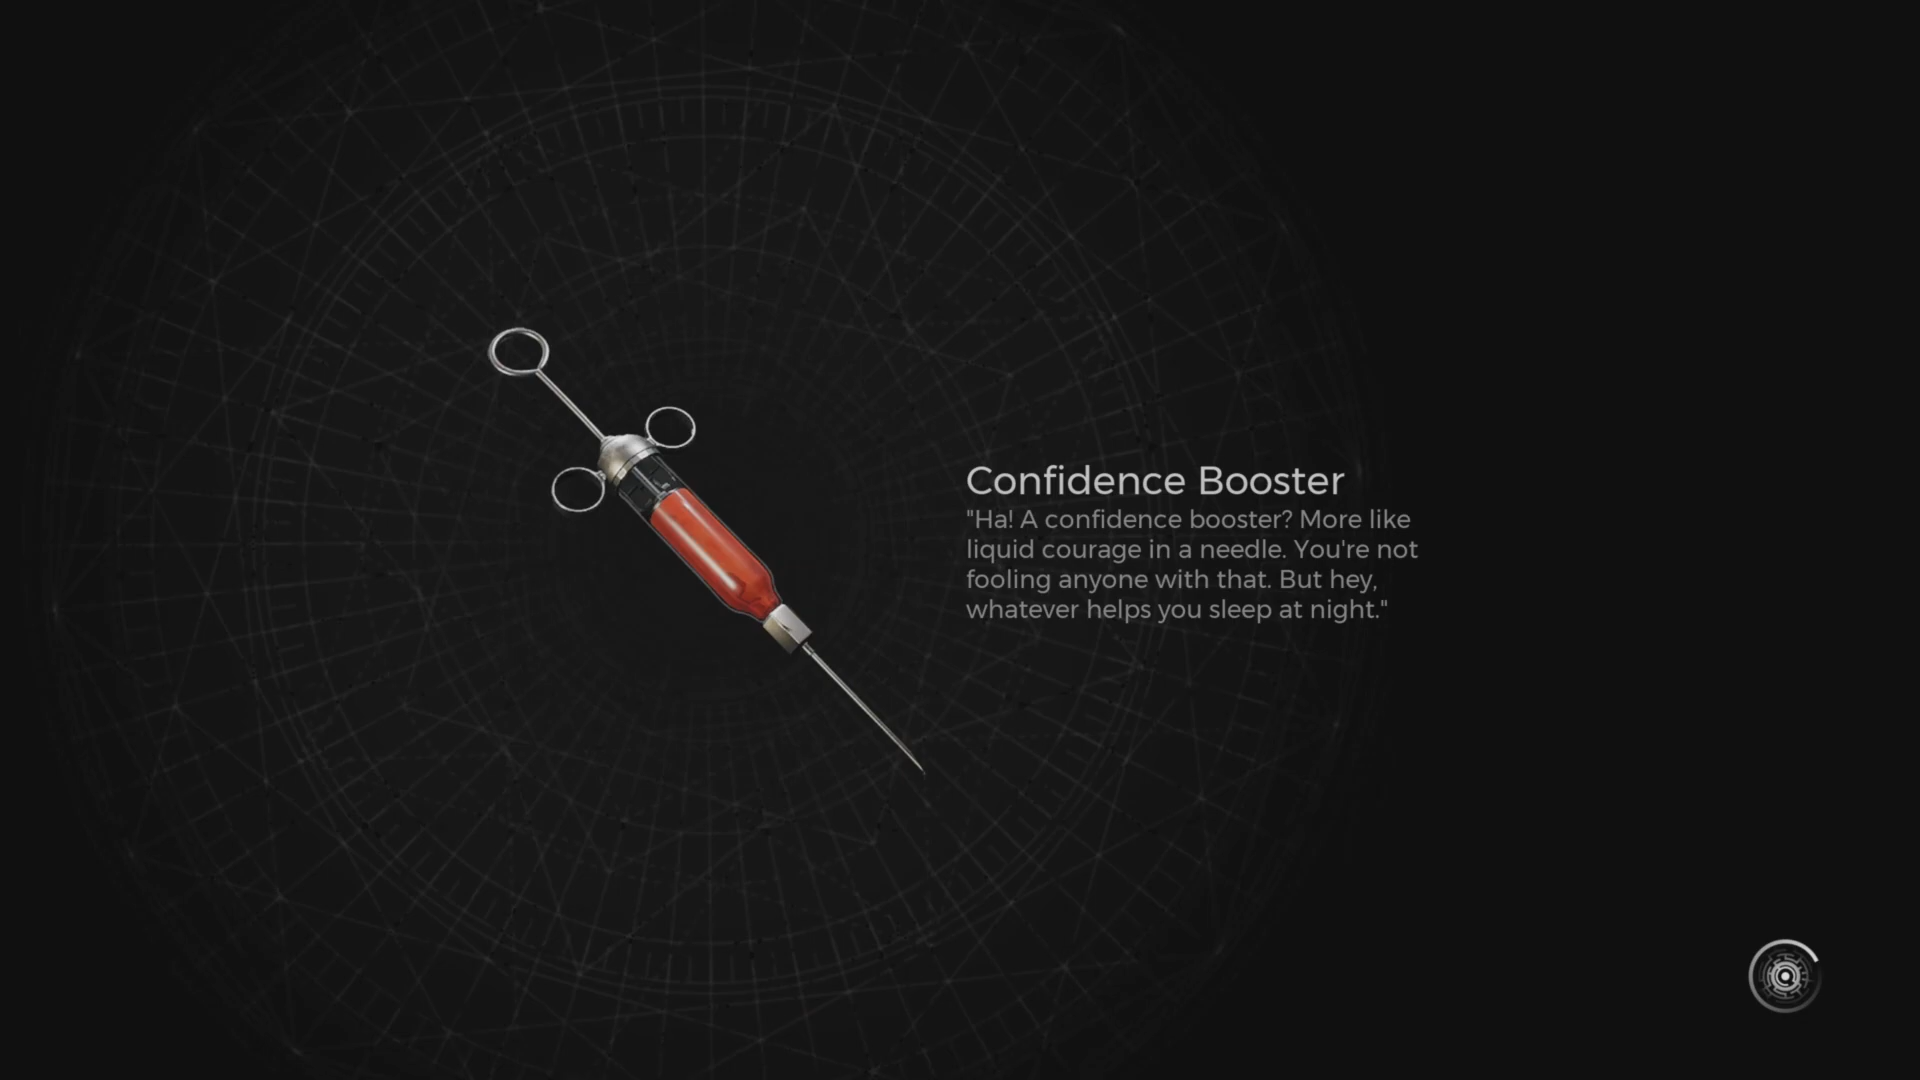 Confidence Booster
"Ha! A confidence booster? More like
liquid courage in a needle. You're not
fooling anyone with that. But hey,
whatever helps you sleep at night."